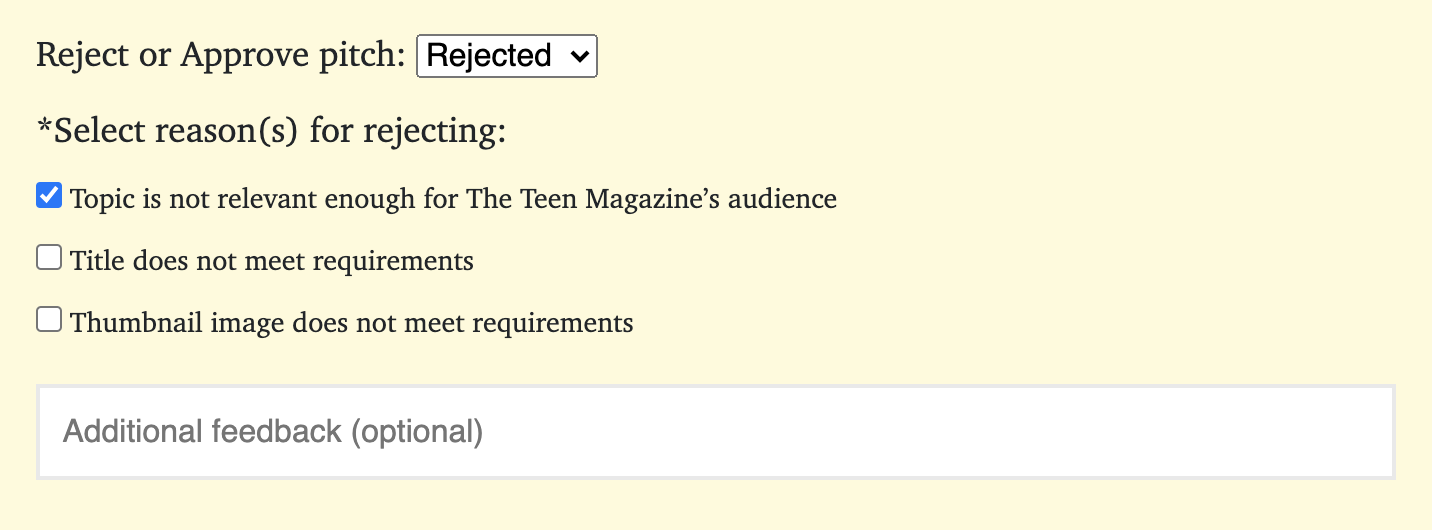 Reject or Approve pitch: Rejected
*Select reason(s) for rejecting:
Topic is not relevant enough for The Teen Magazine’s audience
Title does not meet requirements
Thumbnail image does not meet requirements
Additional feedback (optional)